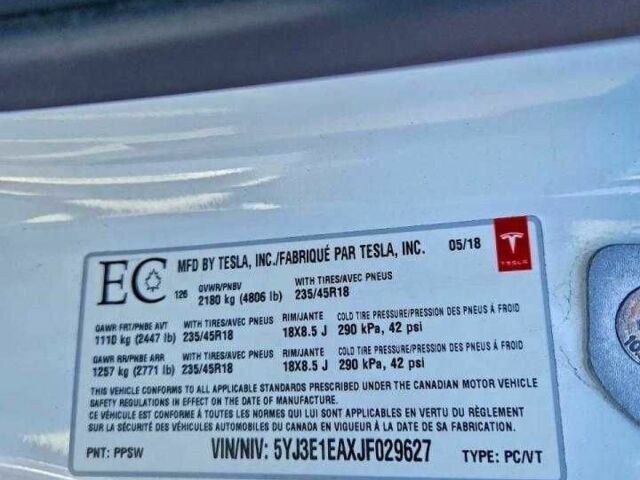 EC 126
MFD BY TESLA, INC./FABRIQUÉ PAR TESLA, INC. 05/18
TESLA
GVWR/PNBV WITH TIRES/AVEC PNEUS
2180 kg (4806 lb) 235/45R18
GAWR FRT/PNBE AVT WITH TIRES/AVEC PNEUS RIM/JANTE COLD TIRE PRESSURE/PRESSION DES PNEUS À FROID
1110 kg (2447 lb) 235/45R18 18X8.5 J 290 kPa, 42 psi
GAWR RR/PNBE ARR WITH TIRES/AVEC PNEUS RIM/JANTE COLD TIRE PRESSURE/PRESSION DES PNEUS À FROID
1257 kg (2771 lb) 235/45R18 18X8.5 J 290 kPa, 42 psi
THIS VEHICLE CONFORMS TO ALL APPLICABLE STANDARDS PRESCRIBED UNDER THE CANADIAN MOTOR VEHICLE
SAFETY REGULATIONS IN EFFECT ON THE DATE OF MANUFACTURE.
CE VÉHICULE EST CONFORME À TOUTES LES NORMES QUI LUI SONT APPLICABLES EN VERTU DU RÈGLEMENT
SUR LA SÉCURITÉ DES VÉHICULES AUTOMOBILES DU CANADA EN VIGUEUR À LA DATE DE SA FABRICATION.
PNT: PPSW VIN/NIV: 5YJ3E1EAXJF029627 TYPE: PC/VT